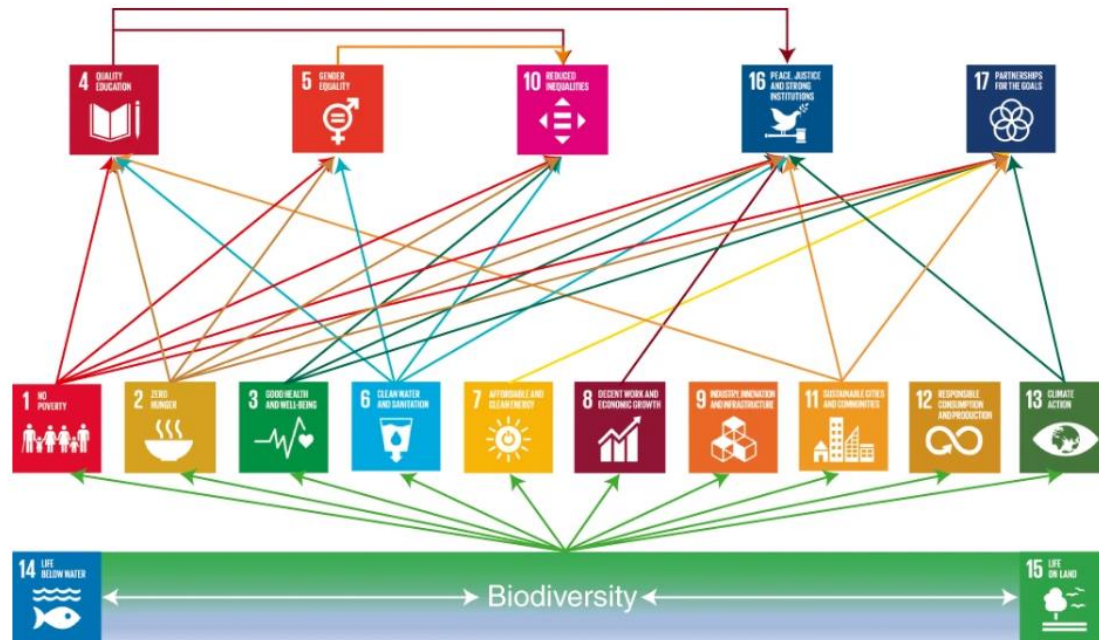 4 QUALITY
EDUCATION
5 GENDER
EQUALITY
10 REDUCED
INEQUALITIES
16 PEACE, JUSTICE
AND STRONG
INSTITUTIONS
17 PARTNERSHIPS
FOR THE GOALS
1 NO
POVERTY
2 ZERO
HUNGER
3 GOOD HEALTH
AND WELL-BEING
6 CLEAN WATER
AND SANITATION
7 AFFORDABLE AND
CLEAN ENERGY
8 DECENT WORK AND
ECONOMIC GROWTH
9 INDUSTRY, INNOVATION
AND INFRASTRUCTURE
11 SUSTAINABLE CITIES
AND COMMUNITIES
12 RESPONSIBLE
CONSUMPTION
AND PRODUCTION
13 CLIMATE
ACTION
14 LIFE
BELOW WATER
Biodiversity
15 LIFE
ON LAND